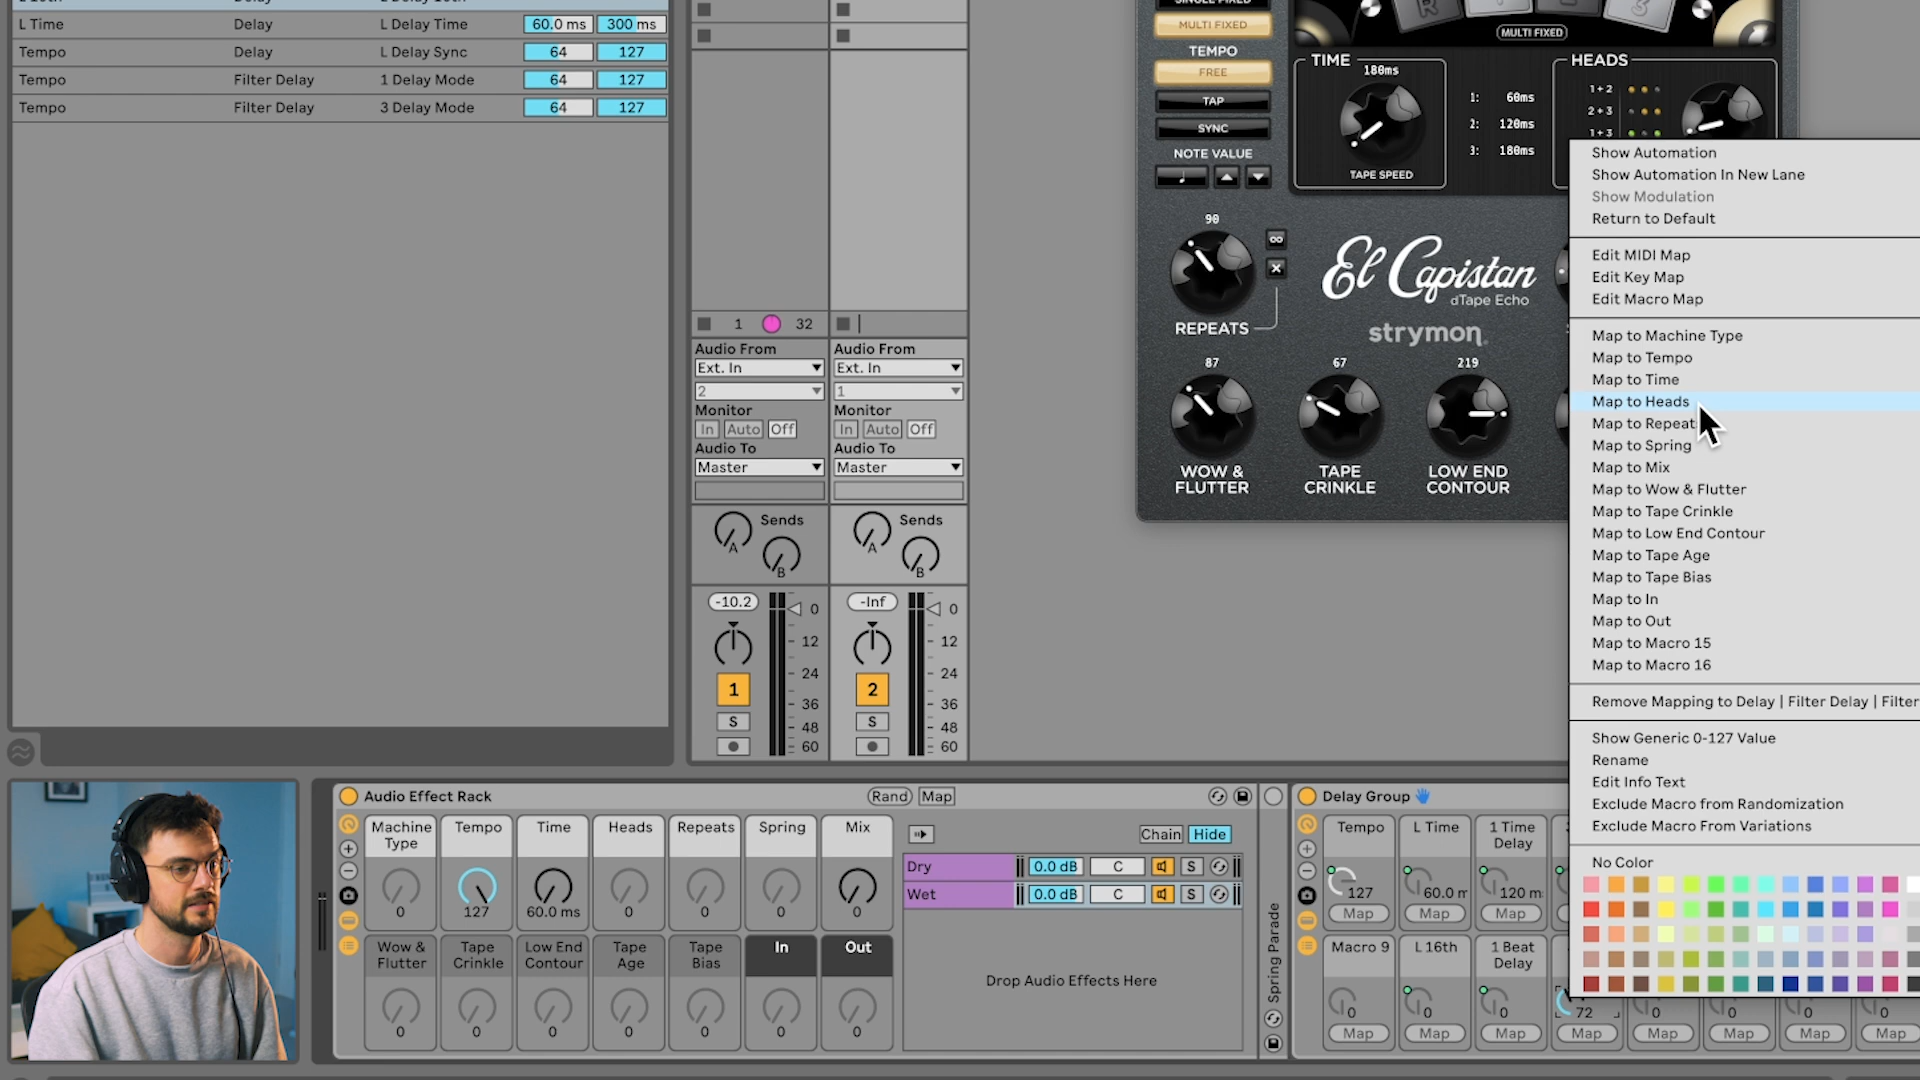 L Time Delay L Delay Time 60.0 ms 300 ms
Tempo Delay L Delay Sync 64 127
Tempo Filter Delay 1 Delay Mode 64 127
Tempo Filter Delay 3 Delay Mode 64 127
1 32
Audio From Audio From
Ext. In Ext. In
2 1
Monitor Monitor
In Auto Off In Auto Off
Audio To Audio To
Master Master
Sends Sends
A A
B B
-10.2 0 -Inf 0
12 12
24 24
1 2
36 36
S S
48 48
60 60
MULTI FIXED
TEMPO
FREE
TAP
SYNC
NOTE VALUE
MULTI FIXED
TIME
180ms
TAPE SPEED
1: 60ms
2: 120ms
3: 180ms
HEADS
1+2
2+3
1+3
90
REPEATS
El Capistan
dTape Echo
strymon
87 67 219
WOW & FLUTTER
TAPE CRINKLE
LOW END CONTOUR
Show Automation
Show Automation In New Lane
Show Modulation
Return to Default
Edit MIDI Map
Edit Key Map
Edit Macro Map
Map to Machine Type
Map to Tempo
Map to Time
Map to Heads
Map to Repeat
Map to Spring
Map to Mix
Map to Wow & Flutter
Map to Tape Crinkle
Map to Low End Contour
Map to Tape Age
Map to Tape Bias
Map to In
Map to Out
Map to Macro 15
Map to Macro 16
Remove Mapping to Delay | Filter Delay | Filter
Show Generic 0-127 Value
Rename
Edit Info Text
Exclude Macro from Randomization
Exclude Macro From Variations
No Color
Audio Effect Rack Rand Map
Machine Type Tempo Time Heads Repeats Spring Mix
0 127 60.0 ms 0 0 0 0
Wow & Flutter Tape Crinkle Low End Contour Tape Age Tape Bias In Out
0 0 0 0 0 0 0
Chain Hide
Dry 0.0 dB C S
Wet 0.0 dB C S
Drop Audio Effects Here
Spring Parade
Delay Group
Tempo L Time 1 Time Delay
127 60.0 m 120 m
Map Map Map
Macro 9 L 16th 1 Beat Delay
0 0 0 72 0 0 0 0
Map Map Map Map Map Map Map Map